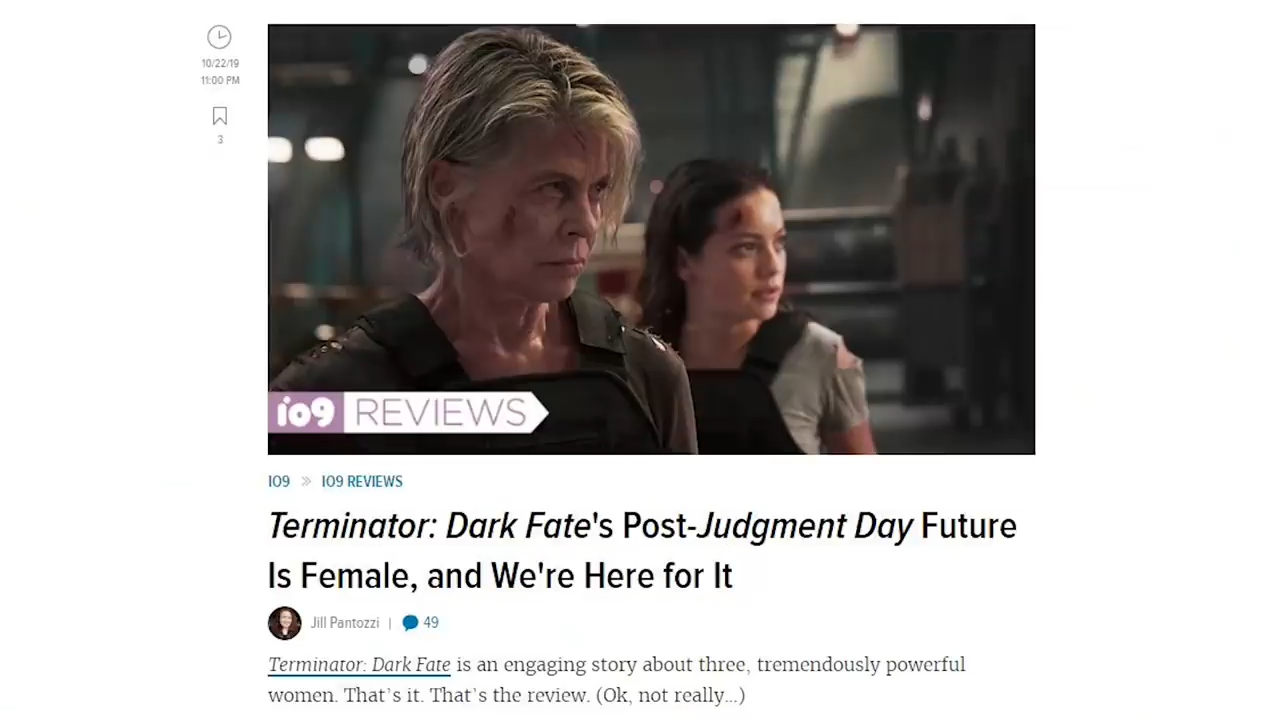 10/22/19
11:00 PM
3
io9 REVIEWS
IO9 » IO9 REVIEWS
Terminator: Dark Fate's Post-Judgment Day Future
Is Female, and We're Here for It
Jill Pantozzi | 49
Terminator: Dark Fate is an engaging story about three, tremendously powerful
women. That's it. That's the review. (Ok, not really...)